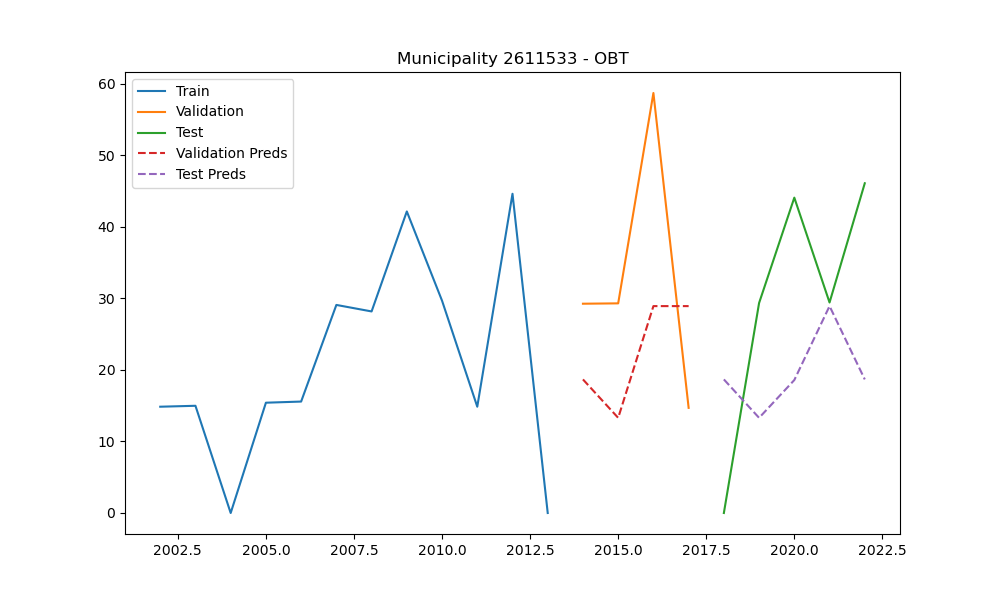 Municipality 2611533 - OBT
Train
Validation
Test
Validation Preds
Test Preds
60
50
40
30
20
10
0
2002.5 2005.0 2007.5 2010.0 2012.5 2015.0 2017.5 2020.0 2022.5